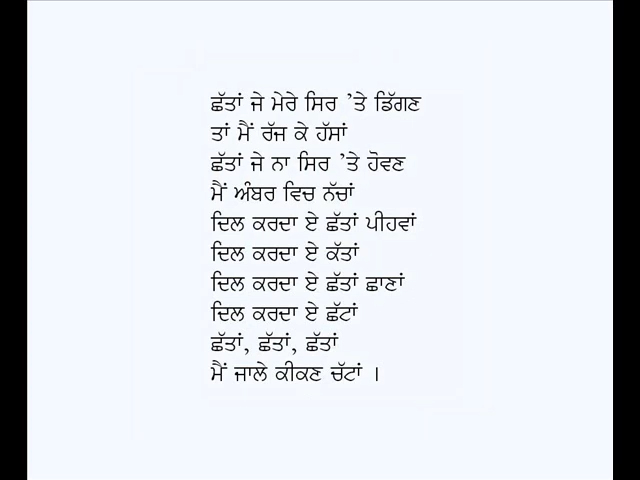 ਛੱਤਾਂ ਜੇ ਮੇਰੇ ਸਿਰ ’ਤੇ ਡਿੱਗਣ
ਤਾਂ ਮੈਂ ਰੱਜ ਕੇ ਹੱਸਾਂ
ਛੱਤਾਂ ਜੇ ਨਾ ਸਿਰ ’ਤੇ ਹੋਵਣ
ਮੈਂ ਅੰਬਰ ਵਿਚ ਨੱਚਾਂ
ਦਿਲ ਕਰਦਾ ਏ ਛੱਤਾਂ ਪੀਹਵਾਂ
ਦਿਲ ਕਰਦਾ ਏ ਕੱਤਾਂ
ਦਿਲ ਕਰਦਾ ਏ ਛੱਤਾਂ ਛਾਣਾਂ
ਦਿਲ ਕਰਦਾ ਏ ਛੱਟਾਂ
ਛੱਤਾਂ, ਛੱਤਾਂ, ਛੱਤਾਂ
ਮੈਂ ਜਾਲੇ ਕੀਕਣ ਚੱਟਾਂ ।